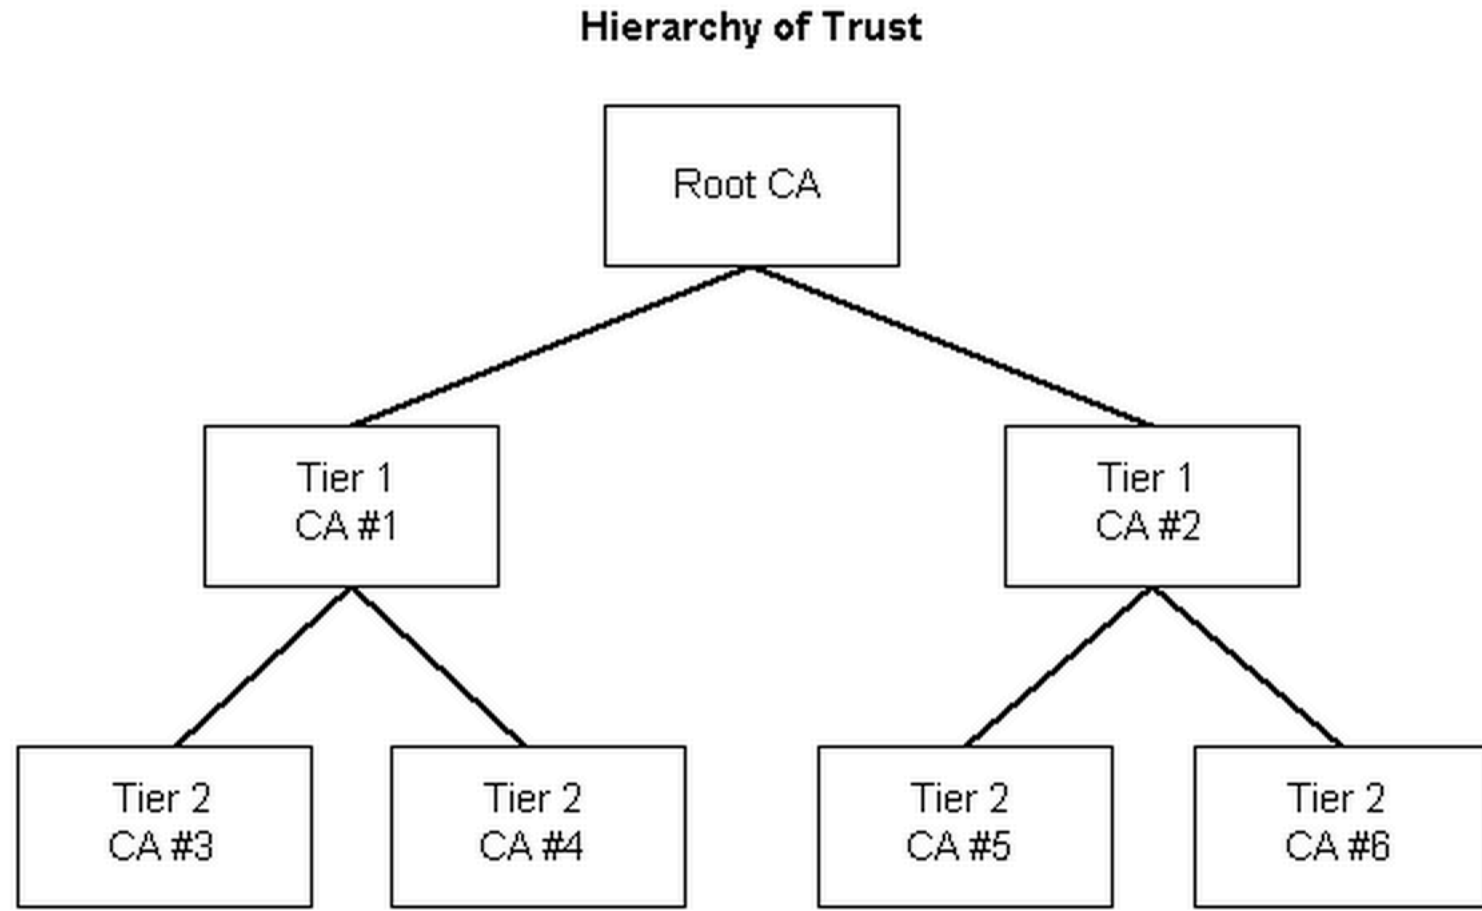 Hierarchy of Trust
Root CA
Tier 1
CA #1
Tier 1
CA #2
Tier 2
CA #3
Tier 2
CA #4
Tier 2
CA #5
Tier 2
CA #6